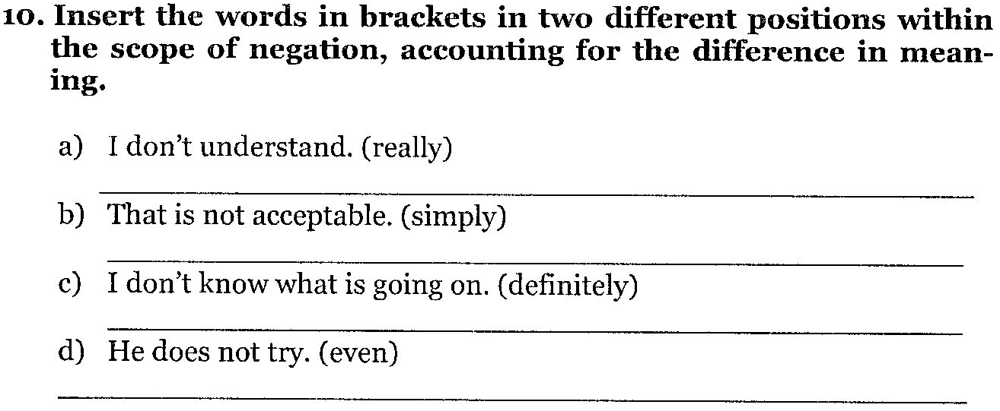 10. Insert the words in brackets in two different positions within
the scope of negation, accounting for the difference in mean-
ing.
a) I don't understand. (really)
b) That is not acceptable. (simply)
c) I don't know what is going on. (definitely)
d) He does not try. (even)